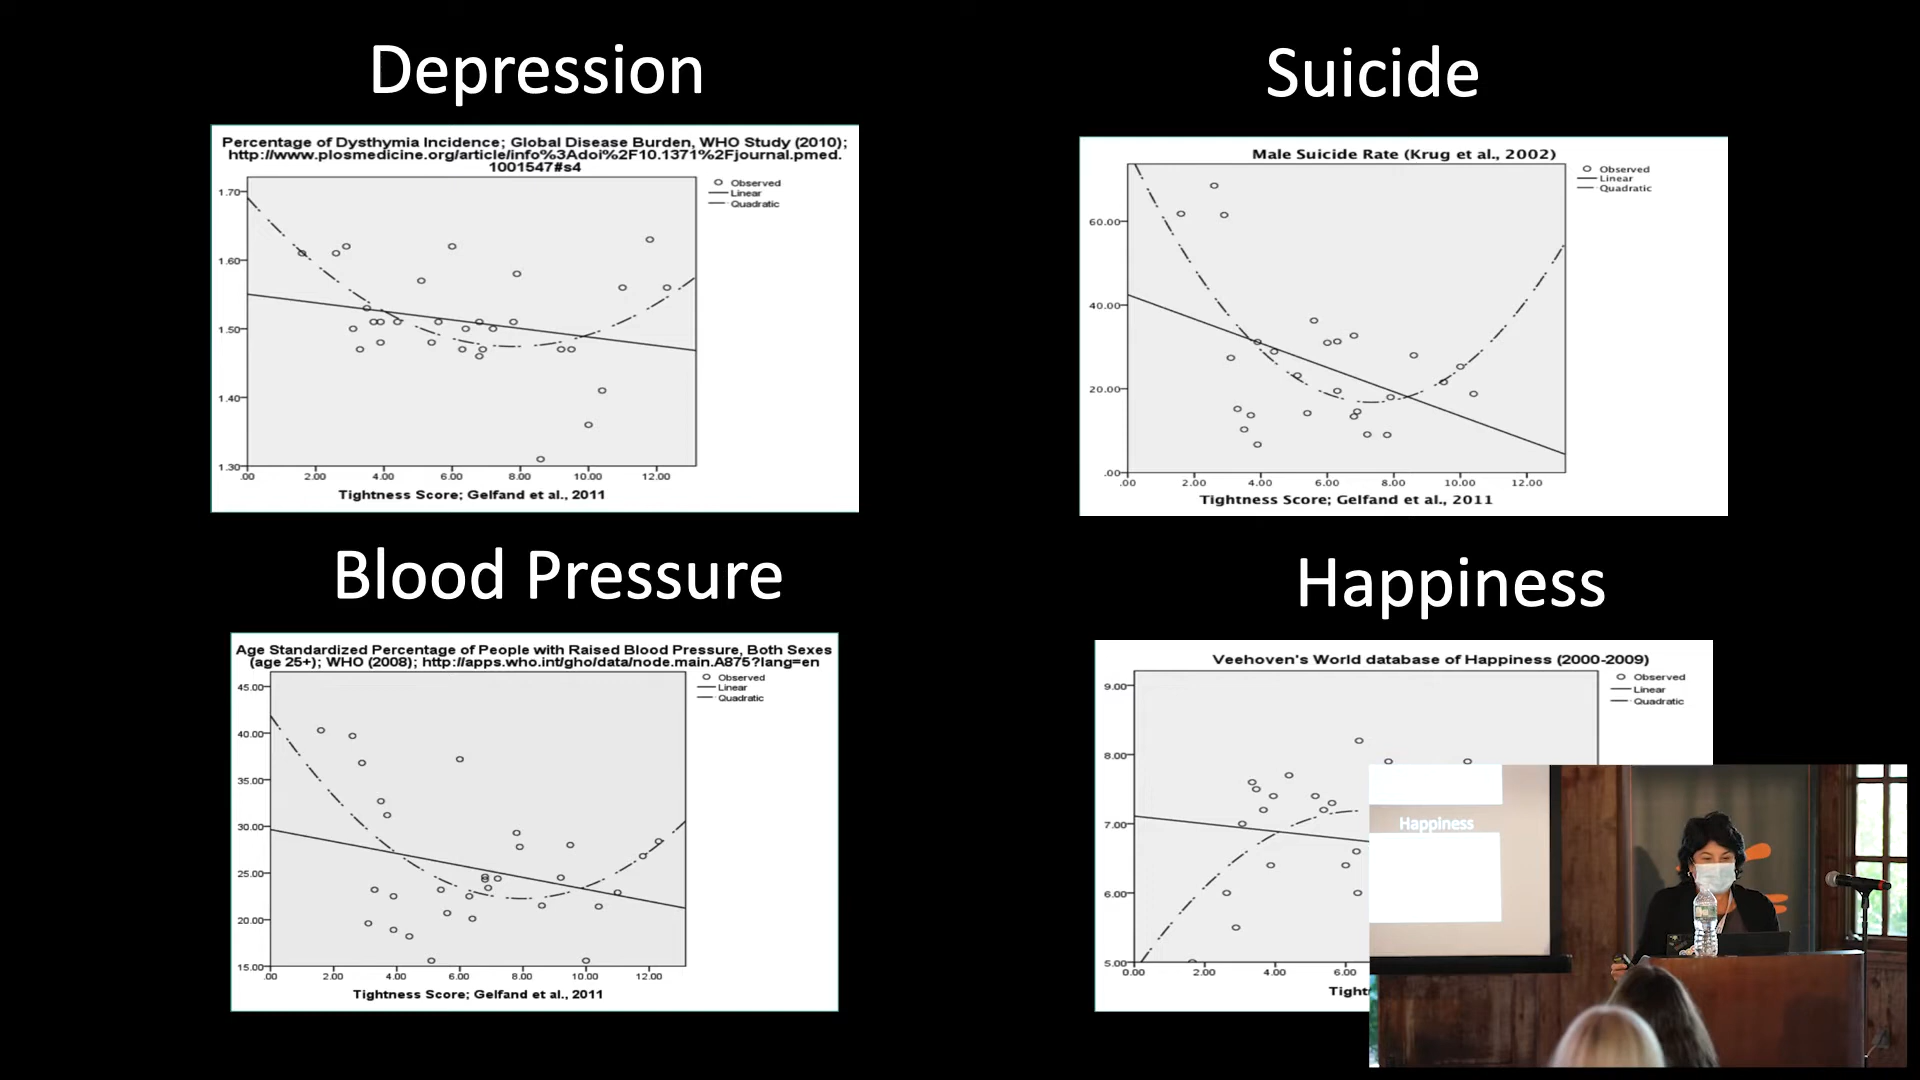 Depression
Percentage of Dysthymia Incidence; Global Disease Burden, WHO Study (2010);
http://www.plosmedicine.org/article/info%3Adoi%2F10.1371%2Fjournal.pmed.
1001547#s4
Observed
Linear
Quadratic
1.70
1.60
1.50
1.40
1.30
.00 2.00 4.00 6.00 8.00 10.00 12.00
Tightness Score; Gelfand et al., 2011
Suicide
Male Suicide Rate (Krug et al., 2002)
Observed
Linear
Quadratic
60.00
40.00
20.00
.00
.00 2.00 4.00 6.00 8.00 10.00 12.00
Tightness Score; Gelfand et al., 2011
Blood Pressure
Age Standardized Percentage of People with Raised Blood Pressure, Both Sexes
(age 25+); WHO (2008); http://apps.who.int/gho/data/node.main.A875?lang=en
Observed
Linear
Quadratic
45.00
40.00
35.00
30.00
25.00
20.00
15.00
.00 2.00 4.00 6.00 8.00 10.00 12.00
Tightness Score; Gelfand et al., 2011
Happiness
Veehoven's World database of Happiness (2000-2009)
Observed
Linear
Quadratic
9.00
8.00
7.00
6.00
5.00
0.00 2.00 4.00 6.00
Happiness